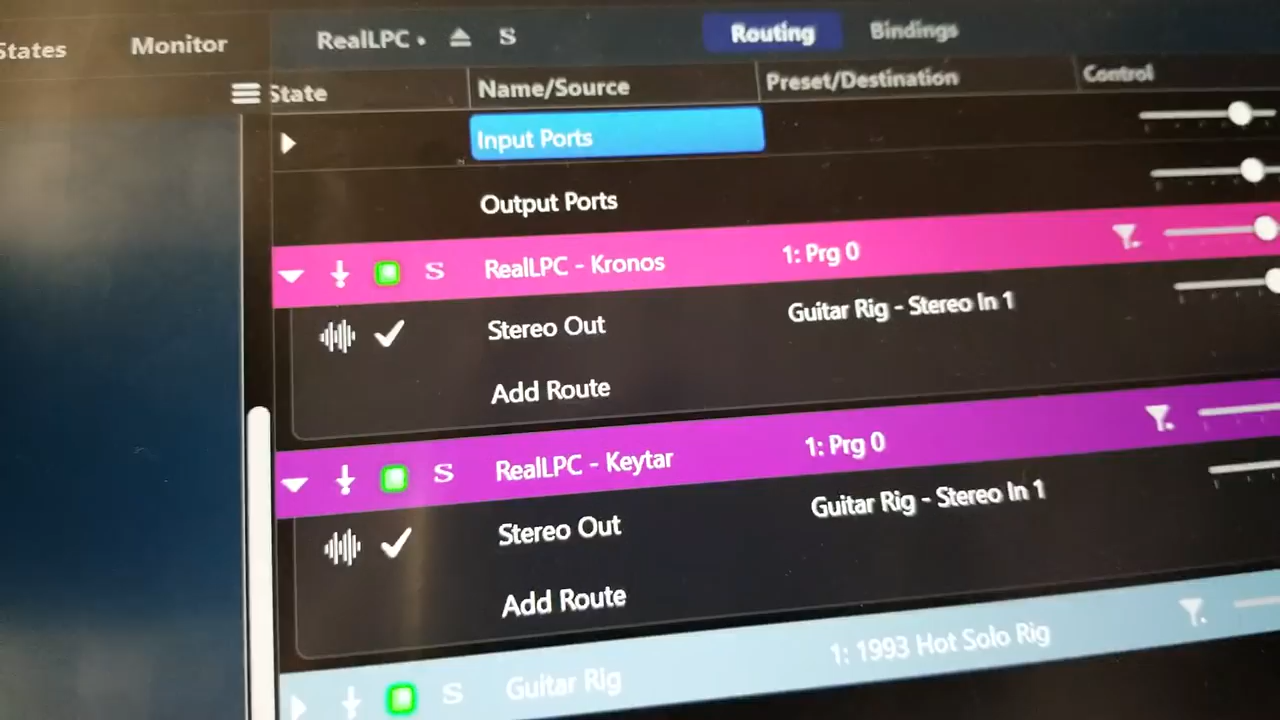 States Monitor RealLPC • S Routing Bindings
State Name/Source Preset/Destination Control
Input Ports
Output Ports
S RealLPC - Kronos 1: Prg 0
Stereo Out Guitar Rig - Stereo In 1
Add Route
S RealLPC - Keytar 1: Prg 0
Stereo Out Guitar Rig - Stereo In 1
Add Route
S Guitar Rig 1: 1993 Hot Solo Rig